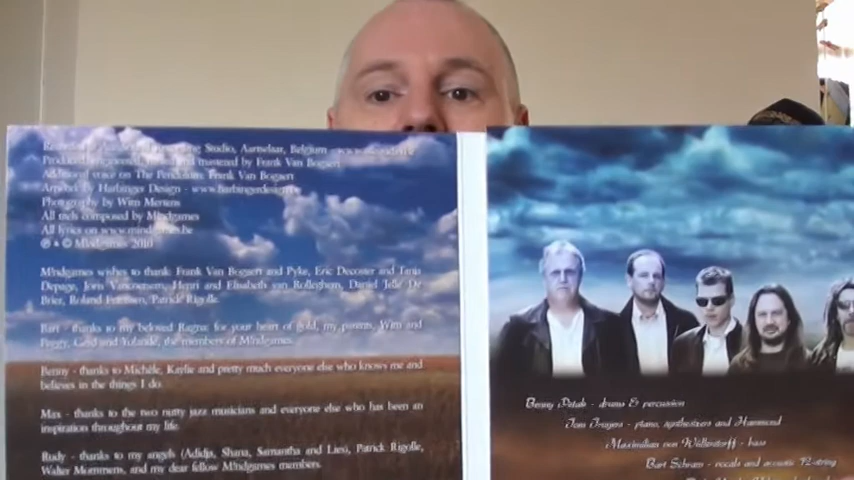 Recording Studio, Aartselaar, Belgium -
Produced, and mastered by Frank Van Bogaert
Additional voice on The Pendulum: Frank Van Bogaert
Artwork by Harbinger Design - www.harbingerdesign.be
Photography by Wim Mertens
All tracks composed by Mindgames
All lyrics on www.mindgames.be
℗ & © Mindgames 2010
Mindgames wishes to thank: Frank Van Bogaert and Pyke, Eric Decoster and Tania
Depage, Joris Henri and Elisabeth van Rolleghem, Daniel De
Brier, Roland Patrick Rigolle.
Bart - thanks to my beloved Ragna: for your heart of gold, my parents, Wim and
Peggy, Gerd and Yolande, the members of Mindgames.
Benny - thanks to Michèle, Kaylie and pretty much everyone else who knows me and
believes in the things I do.
Max - thanks to the two nutty jazz musicians and everyone else who has been an
inspiration throughout my life.
Rudy - thanks to my angels (Adidja, Shana, Samantha and Lien), Patrick Rigolle,
Walter Mommens, and my dear fellow Mindgames members.
Benny Petak - drums & percussion
Tom Truyers - piano, synthesizers and Hammond
Maximilian von Wüllerstorff - bass
Bart Schram - vocals and acoustic 12-string